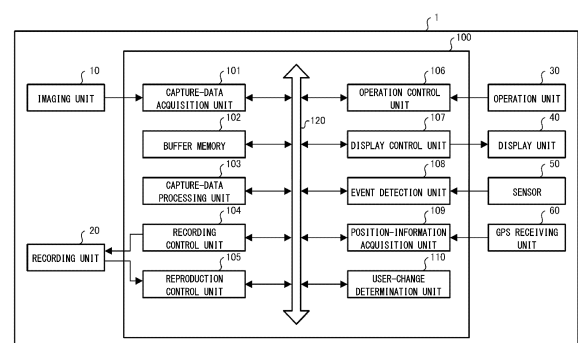 1
100
10
IMAGING UNIT
101
CAPTURE-DATA
ACQUISITION UNIT
102
BUFFER MEMORY
103
CAPTURE-DATA
PROCESSING UNIT
104
RECORDING
CONTROL UNIT
20
RECORDING UNIT
105
REPRODUCTION
CONTROL UNIT
120
106
OPERATION CONTROL
UNIT
107
DISPLAY CONTROL UNIT
108
EVENT DETECTION UNIT
109
POSITION-INFORMATION
ACQUISITION UNIT
110
USER-CHANGE
DETERMINATION UNIT
30
OPERATION UNIT
40
DISPLAY UNIT
50
SENSOR
60
GPS RECEIVING
UNIT